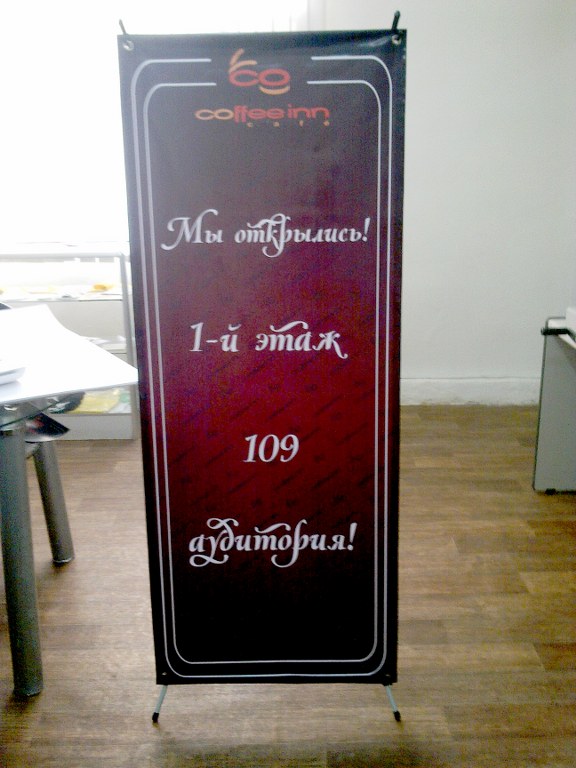 coffee inn
cafe
Мы открылись!
1-й этаж
109
аудитория!